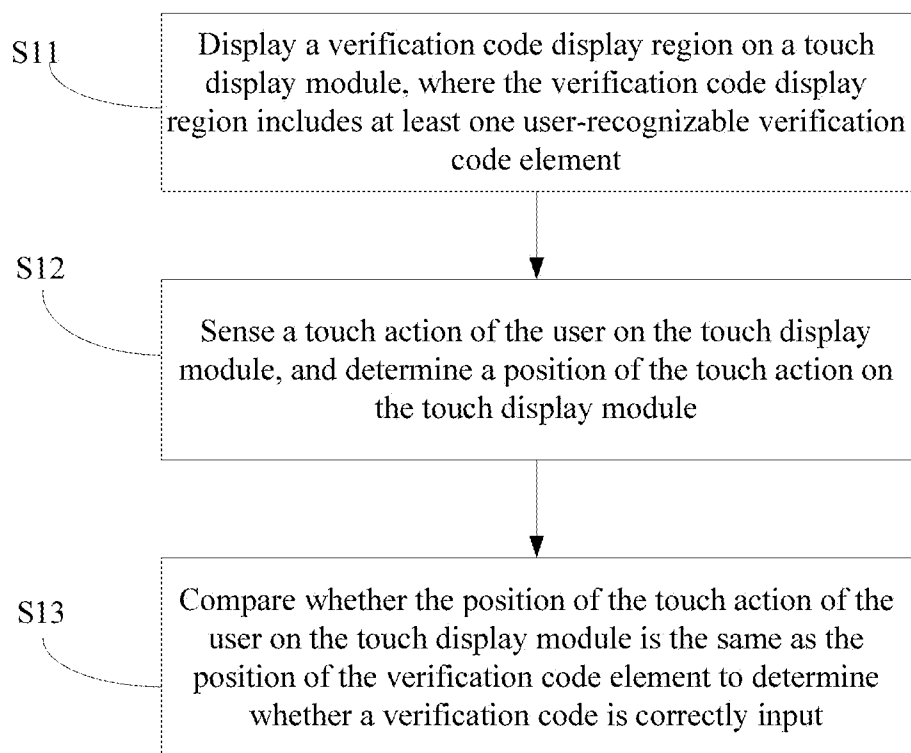 S11
Display a verification code display region on a touch
display module, where the verification code display
region includes at least one user-recognizable verification
code element
S12
Sense a touch action of the user on the touch display
module, and determine a position of the touch action on
the touch display module
S13
Compare whether the position of the touch action of the
user on the touch display module is the same as the
position of the verification code element to determine
whether a verification code is correctly input